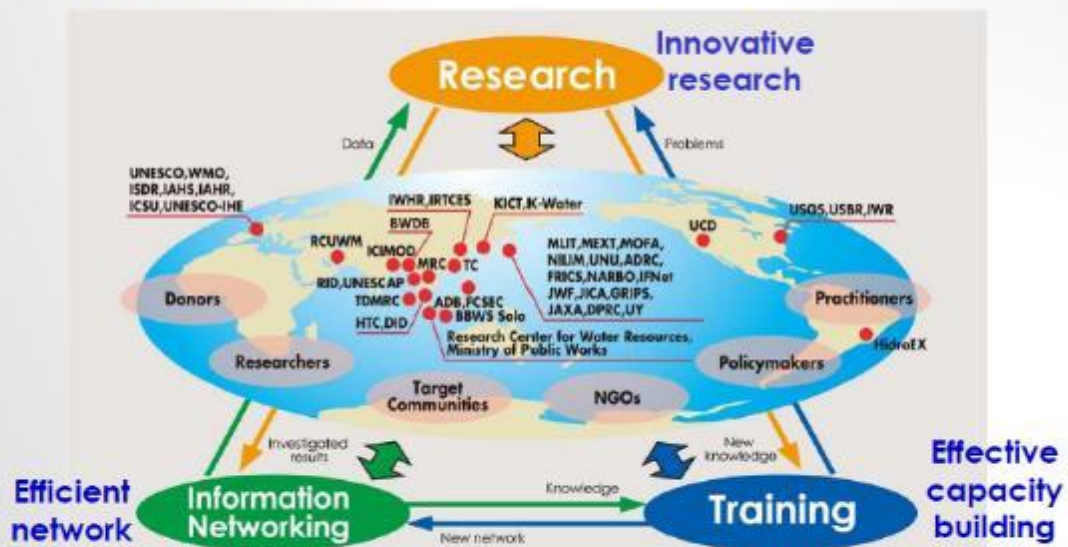 Innovative
research
Research
Data
Problems
UNESCO,WMO,
ISDR,IAHS,IAHR,
ICSU,UNESCO-IHE
IWHR,IRTCES
KICT,IK-Water
BWDB
USGS,USBR,IWR
RCUWM
ICIMOD
MRC
TC
UCD
MLIT,MEXT,MOFA,
NILIM,UNU,ADRC,
FRICS,NARBO,IFNet
JWF,JICA,GRIPS,
JAXA,DPRC,UY
RID,UNESCAP
Donors
TDMRC
ADB,FCSEC
Practitioners
HTC,DID
BBWS Solo
Research Center for Water Resources,
Ministry of Public Works
HidroEX
Researchers
Policymakers
Target
Communities
NGOs
Investigated
results
New
knowledge
Efficient
network
Information
Networking
Knowledge
New network
Training
Effective
capacity
building